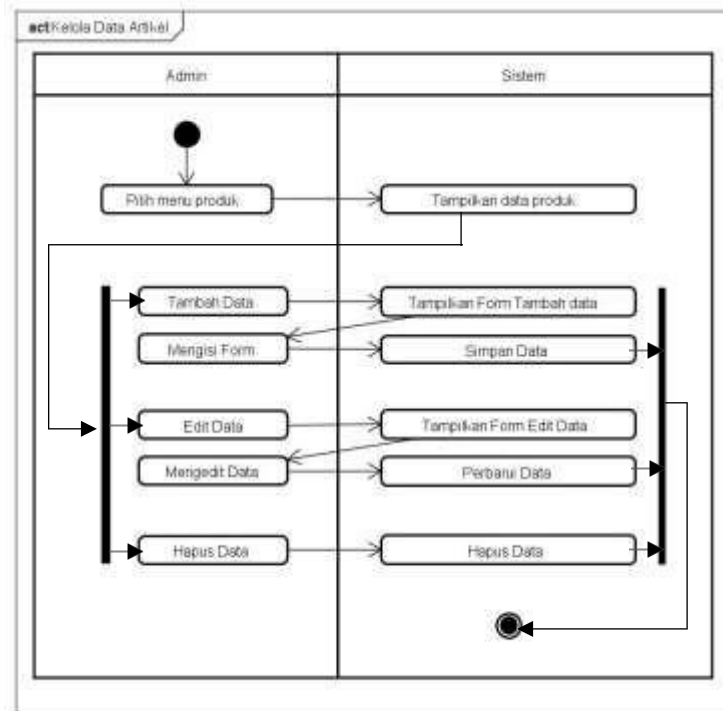 act Kelola Data Artikel
Admin
Sistem
Pilih menu produk
Tampilkan data produk
Tambah Data
Tampilkan Form Tambah data
Mengisi Form
Simpan Data
Edit Data
Tampilkan Form Edit Data
Mengedit Data
Perbarui Data
Hapus Data
Hapus Data